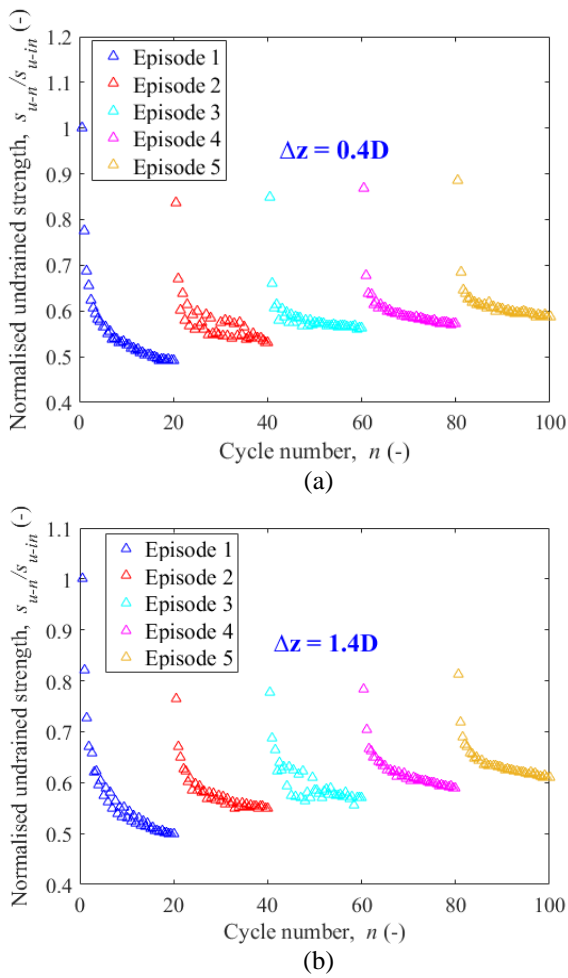 1.2
1.1
1
0.9
0.8
0.7
0.6
0.5
0.4
Normalised undrained strength, s_{u-n}/s_{u-in} (-)
Episode 1
Episode 2
Episode 3
Episode 4
Episode 5
Δz = 0.4D
0 20 40 60 80 100
Cycle number, n (-)
(a)
1.1
1
0.9
0.8
0.7
0.6
0.5
0.4
Normalised undrained strength, s_{u-n}/s_{u-in} (-)
Episode 1
Episode 2
Episode 3
Episode 4
Episode 5
Δz = 1.4D
0 20 40 60 80 100
Cycle number, n (-)
(b)